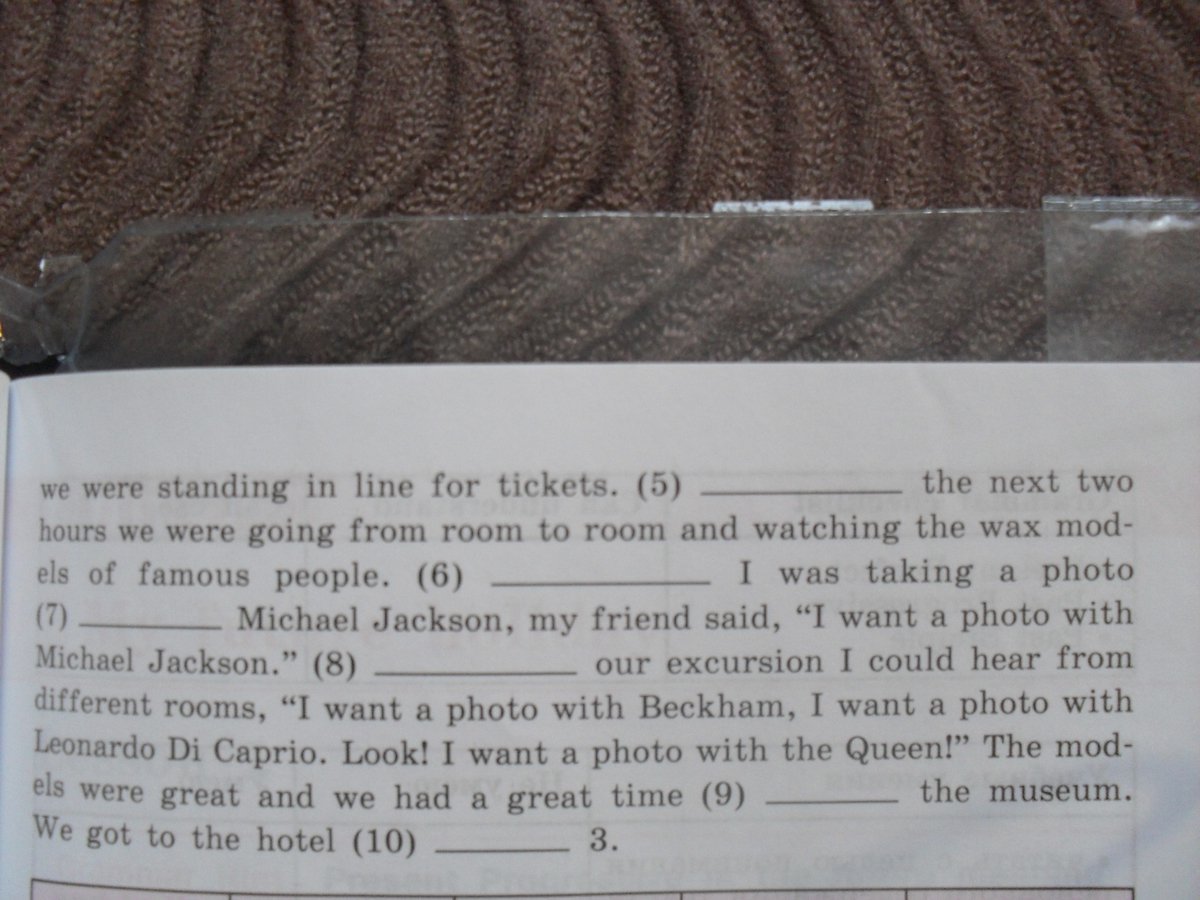 we were standing in line for tickets. (5) __________ the next two
hours we were going from room to room and watching the wax mod-
els of famous people. (6) __________ I was taking a photo
(7) __________ Michael Jackson, my friend said, “I want a photo with
Michael Jackson.” (8) __________ our excursion I could hear from
different rooms, “I want a photo with Beckham, I want a photo with
Leonardo Di Caprio. Look! I want a photo with the Queen!” The mod-
els were great and we had a great time (9) __________ the museum.
We got to the hotel (10) __________ 3.